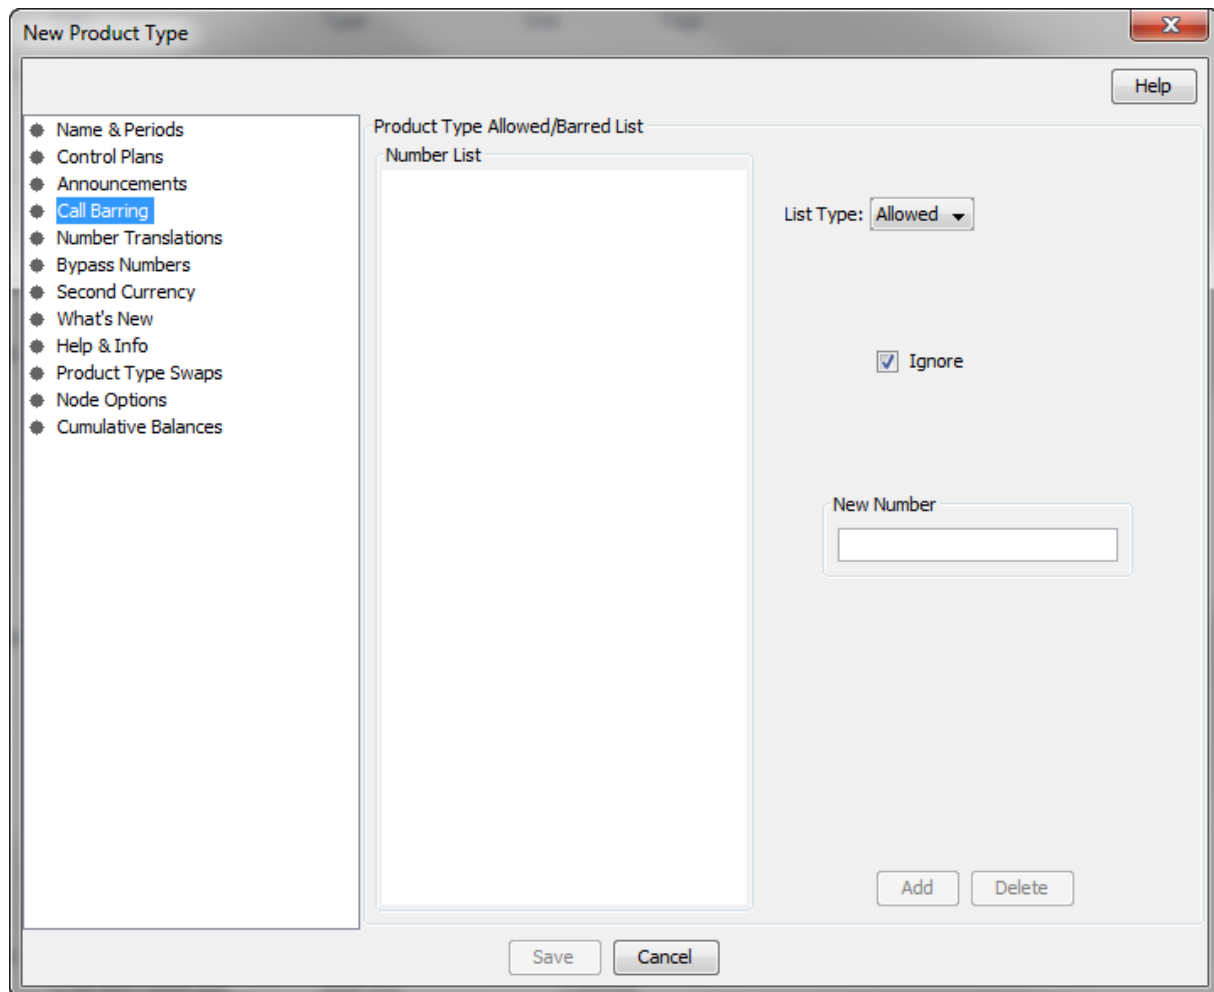 New Product Type
Help
Name & Periods
Control Plans
Announcements
Call Barring
Number Translations
Bypass Numbers
Second Currency
What's New
Help & Info
Product Type Swaps
Node Options
Cumulative Balances
Product Type Allowed/Barred List
Number List
List Type: Allowed
Ignore
New Number
Add Delete
Save Cancel